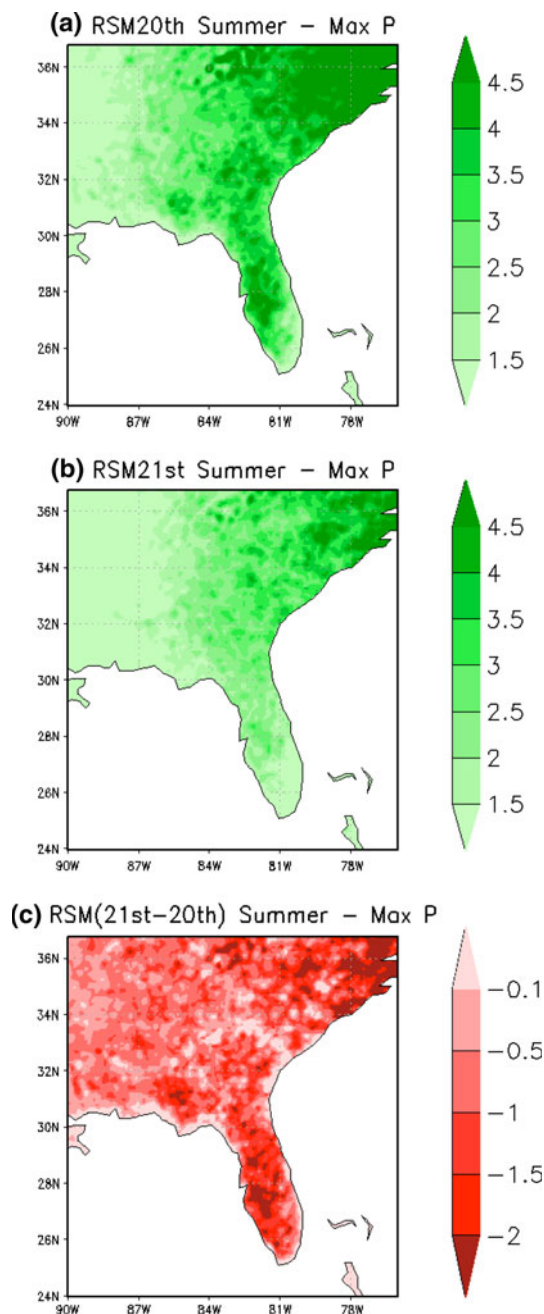 (a) RSM20th Summer – Max P
36N
34N
32N
30N
28N
26N
24N
90W 87W 84W 81W 78W
4.5
4
3.5
3
2.5
2
1.5
(b) RSM21st Summer – Max P
36N
34N
32N
30N
28N
26N
24N
90W 87W 84W 81W 78W
4.5
4
3.5
3
2.5
2
1.5
(c) RSM(21st–20th) Summer – Max P
36N
34N
32N
30N
28N
26N
24N
90W 87W 84W 81W 78W
–0.1
–0.5
–1
–1.5
–2